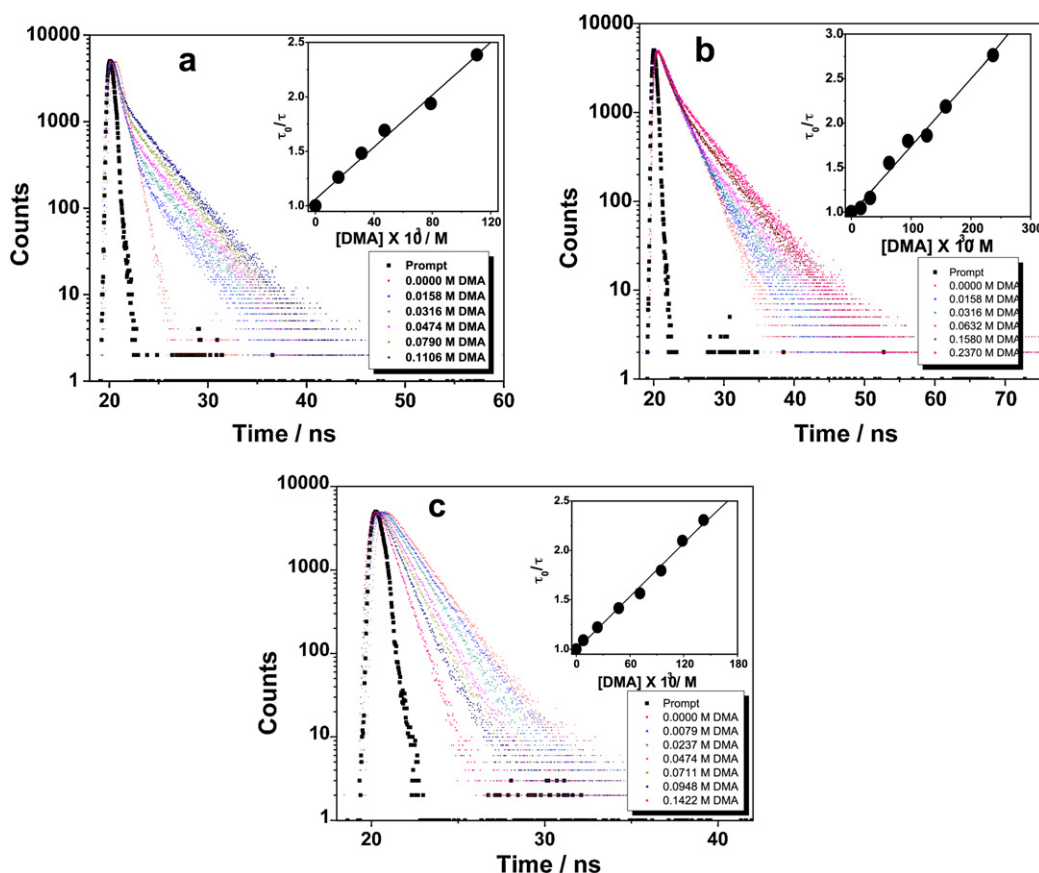 a
10000
1000
100
10
1
Counts
20
30
40
50
60
Time / ns
2.5
2.0
1.5
1.0
τ0/τ
0
40
80
120
[DMA] X 10³/ M
Prompt
0.0000 M DMA
0.0158 M DMA
0.0316 M DMA
0.0474 M DMA
0.0790 M DMA
0.1106 M DMA
b
10000
1000
100
10
1
Counts
20
30
40
50
60
70
Time / ns
3.0
2.5
2.0
1.5
1.0
τ0/τ
0
100
200
300
[DMA] X 10³/ M
Prompt
0.0000 M DMA
0.0158 M DMA
0.0316 M DMA
0.0632 M DMA
0.1580 M DMA
0.2370 M DMA
c
10000
1000
100
10
1
Counts
20
30
40
Time / ns
2.5
2.0
1.5
1.0
τ0/τ
0
60
120
180
[DMA] X 10³/ M
Prompt
0.0000 M DMA
0.0079 M DMA
0.0237 M DMA
0.0474 M DMA
0.0711 M DMA
0.0948 M DMA
0.1422 M DMA